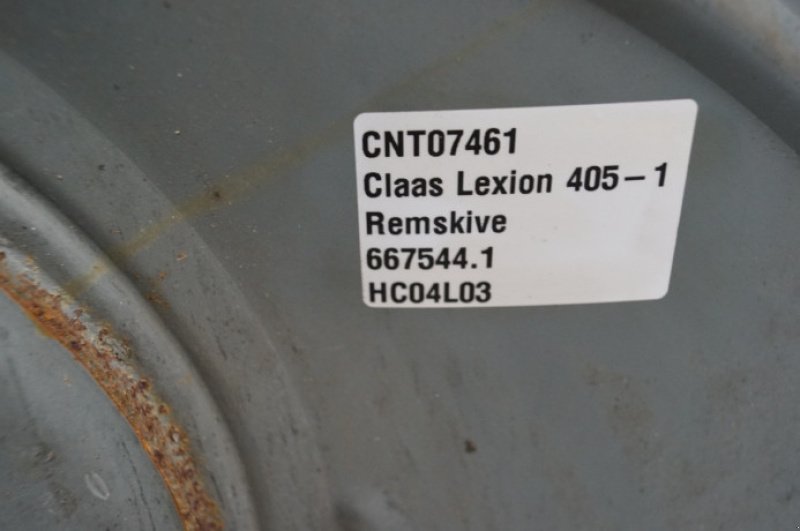 CNT07461
Claas Lexion 405-1
Remskive
667544.1
HC04L03